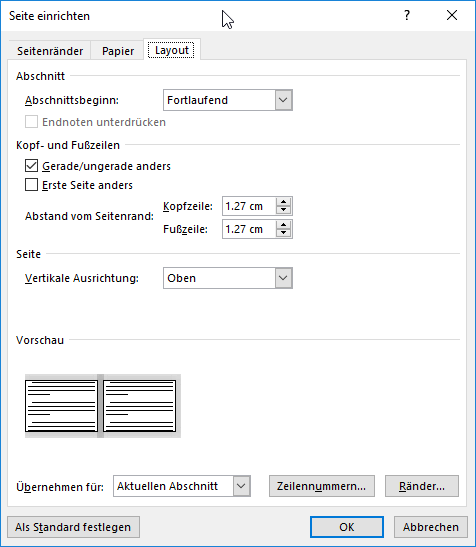 Seite einrichten ?
Seitenränder Papier Layout
Abschnitt
Abschnittsbeginn: Fortlaufend
Endnoten unterdrücken
Kopf- und Fußzeilen
Gerade/ungerade anders
Erste Seite anders
Kopfzeile: 1.27 cm
Abstand vom Seitenrand:
Fußzeile: 1.27 cm
Seite
Vertikale Ausrichtung: Oben
Vorschau
Übernehmen für: Aktuellen Abschnitt Zeilennummern... Ränder...
Als Standard festlegen OK Abbrechen